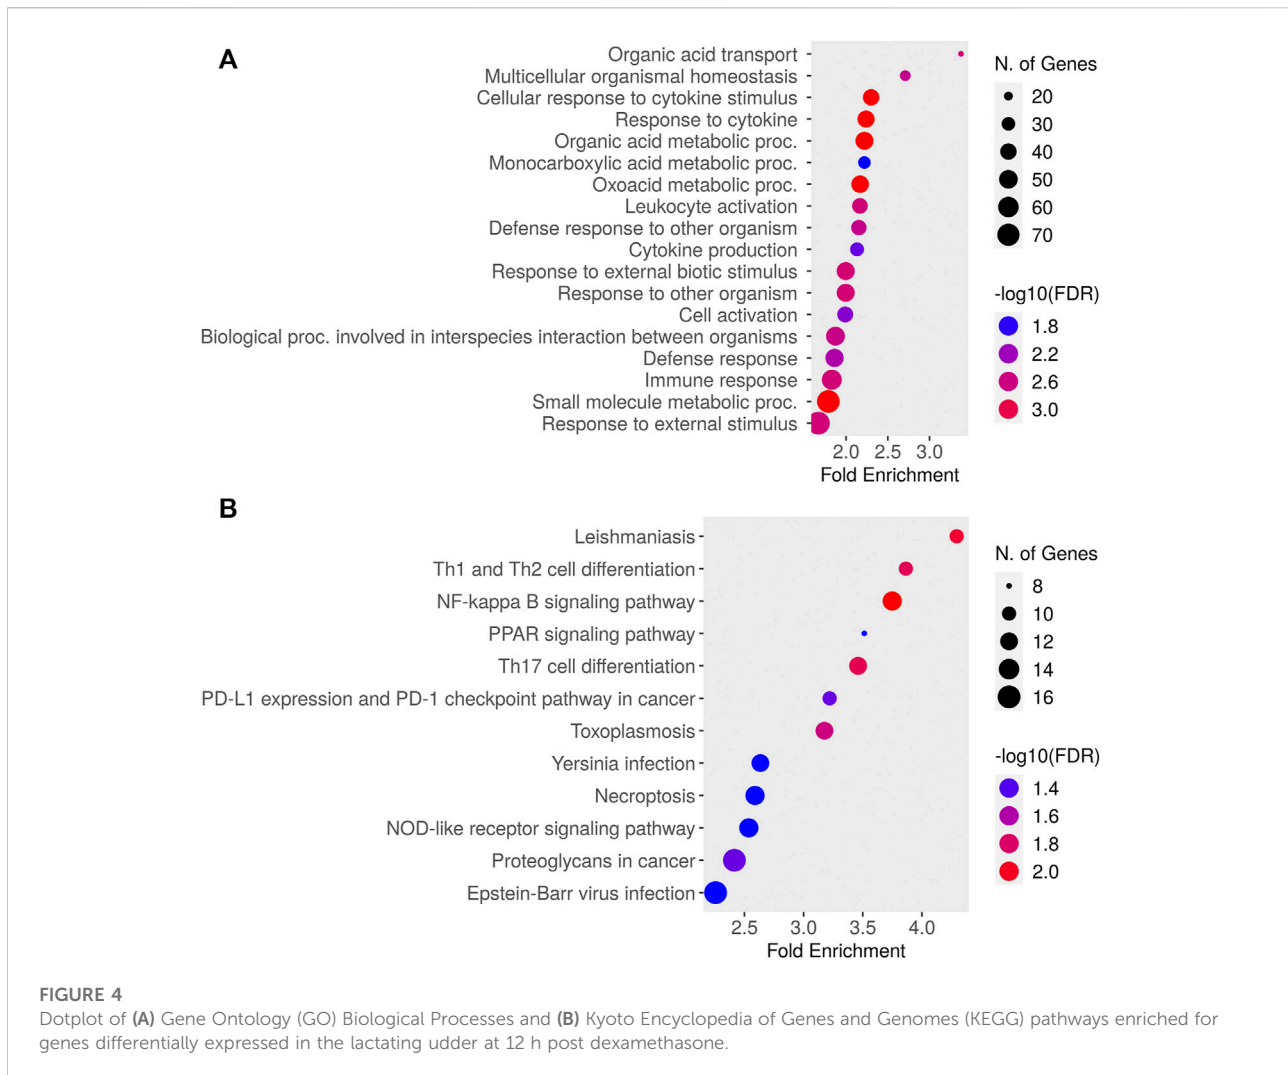 A
Organic acid transport
Multicellular organismal homeostasis
Cellular response to cytokine stimulus
Response to cytokine
Organic acid metabolic proc.
Monocarboxylic acid metabolic proc.
Oxoacid metabolic proc.
Leukocyte activation
Defense response to other organism
Cytokine production
Response to external biotic stimulus
Response to other organism
Cell activation
Biological proc. involved in interspecies interaction between organisms
Defense response
Immune response
Small molecule metabolic proc.
Response to external stimulus
2.0 2.5 3.0
Fold Enrichment
N. of Genes
20
30
40
50
60
70
-log10(FDR)
1.8
2.2
2.6
3.0
B
Leishmaniasis
Th1 and Th2 cell differentiation
NF-kappa B signaling pathway
PPAR signaling pathway
Th17 cell differentiation
PD-L1 expression and PD-1 checkpoint pathway in cancer
Toxoplasmosis
Yersinia infection
Necroptosis
NOD-like receptor signaling pathway
Proteoglycans in cancer
Epstein-Barr virus infection
2.5 3.0 3.5 4.0
Fold Enrichment
N. of Genes
8
10
12
14
16
-log10(FDR)
1.4
1.6
1.8
2.0
FIGURE 4
Dotplot of (A) Gene Ontology (GO) Biological Processes and (B) Kyoto Encyclopedia of Genes and Genomes (KEGG) pathways enriched for
genes differentially expressed in the lactating udder at 12 h post dexamethasone.